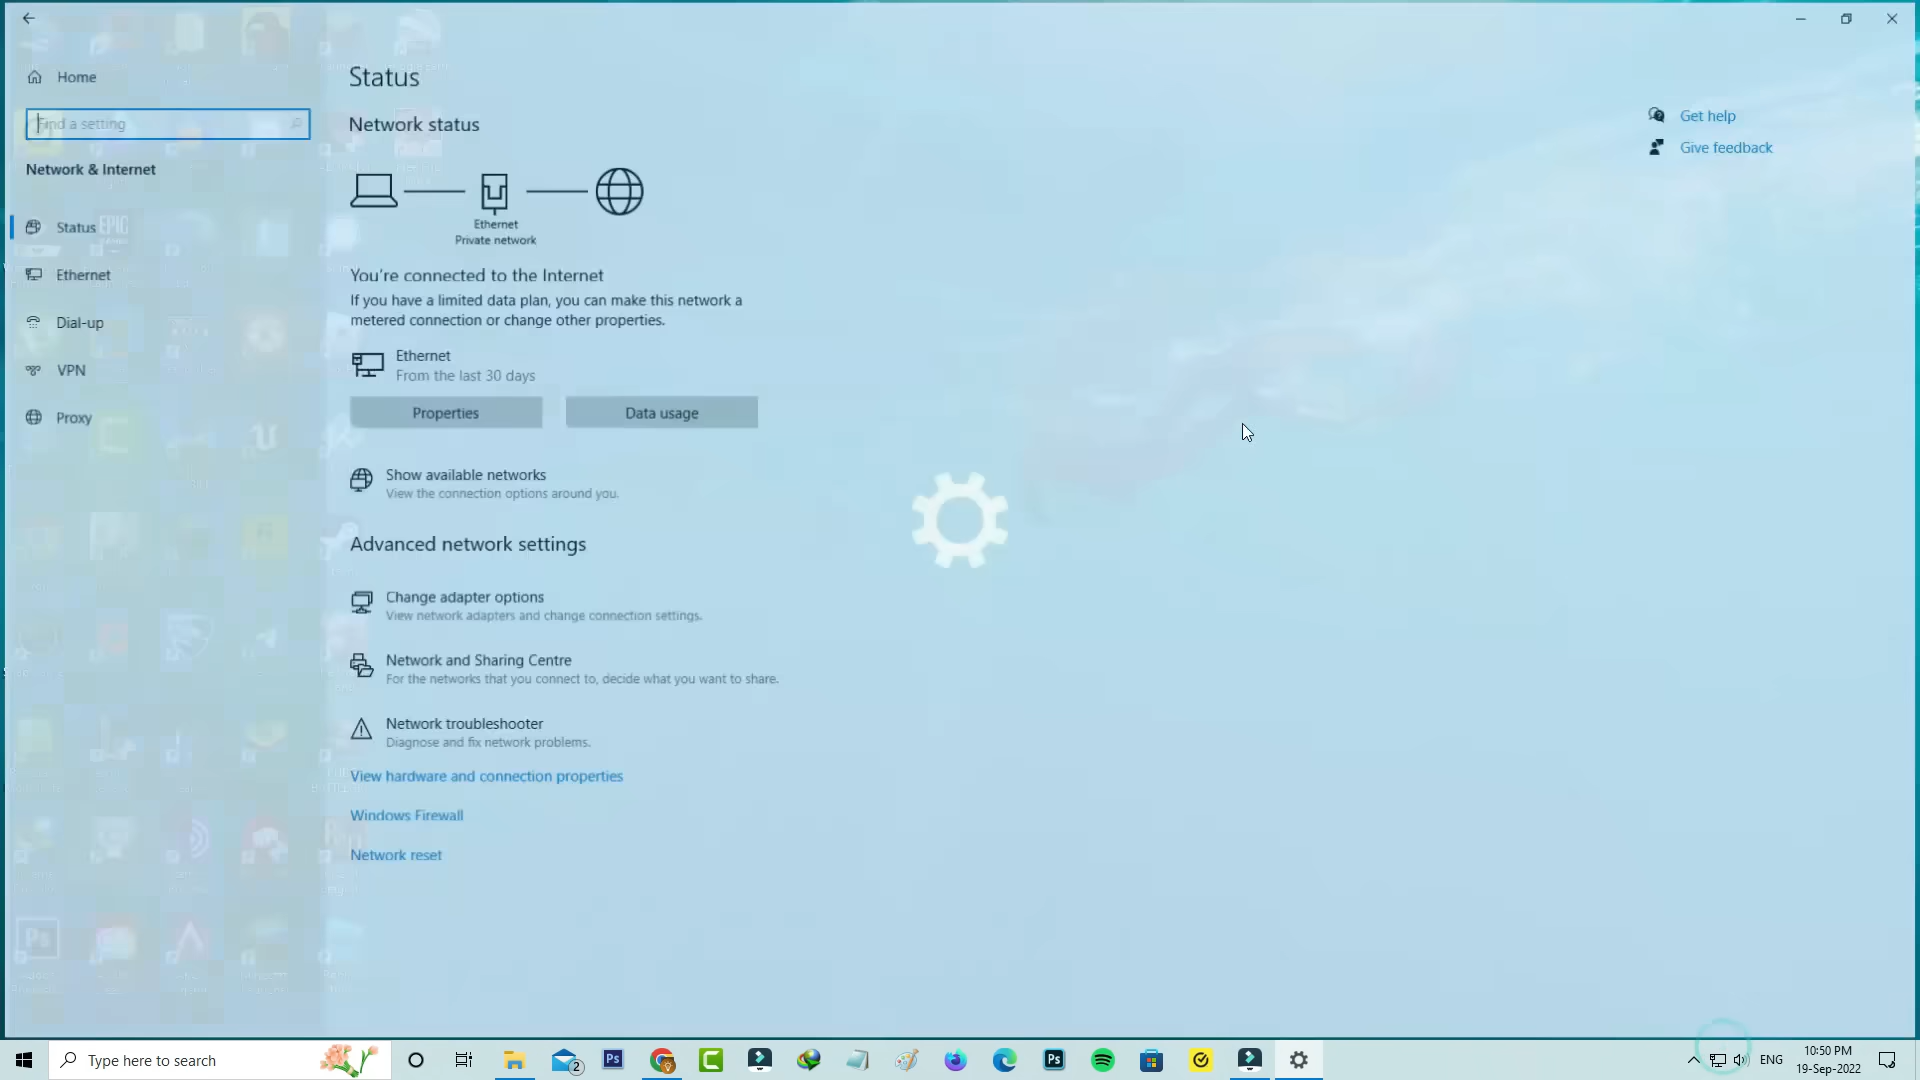 Home
Find a setting
Network & Internet
Status
Ethernet
Dial-up
VPN
Proxy
Status
Network status
Ethernet
Private network
You're connected to the Internet
If you have a limited data plan, you can make this network a
metered connection or change other properties.
Ethernet
From the last 30 days
Properties
Data usage
Show available networks
View the connection options around you.
Advanced network settings
Change adapter options
View network adapters and change connection settings.
Network and Sharing Centre
For the networks that you connect to, decide what you want to share.
Network troubleshooter
Diagnose and fix network problems.
View hardware and connection properties
Windows Firewall
Network reset
Get help
Give feedback
EPIC
Ps
Type here to search
2
Ps
Ps
ENG
10:50 PM
19-Sep-2022